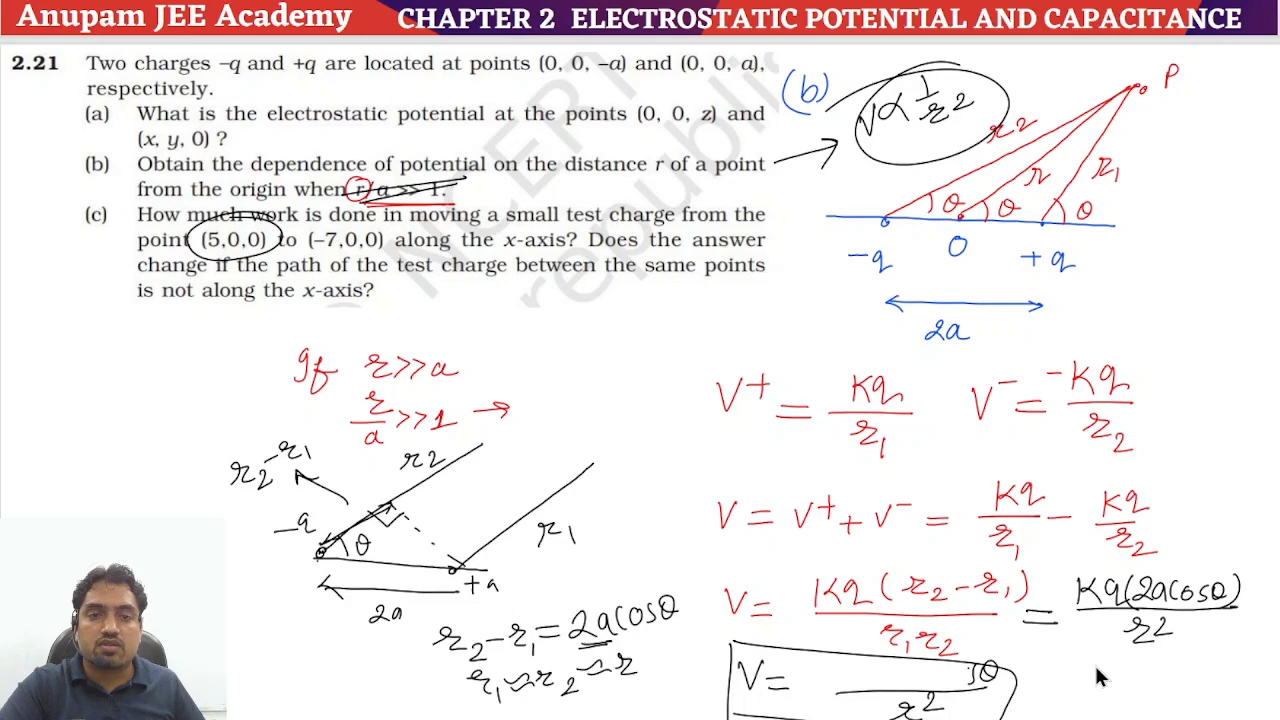 Anupam JEE Academy CHAPTER 2 ELECTROSTATIC POTENTIAL AND CAPACITANCE
2.21 Two charges –q and +q are located at points (0, 0, –a) and (0, 0, a),
respectively.
(a) What is the electrostatic potential at the points (0, 0, z) and
(x, y, 0) ?
(b) Obtain the dependence of potential on the distance r of a point
from the origin when r/a >> 1.
(c) How much work is done in moving a small test charge from the
point (5,0,0) to (–7,0,0) along the x-axis? Does the answer
change if the path of the test charge between the same points
is not along the x-axis?
NCERT
republi
(b) V ∝ 1/r²
P
r2 r r1
θ θ θ
-q O +q
2a
If r>>a
r/a >>1 →
r2-r1 r2
-q θ r1
2a +q
r2-r1 = 2a cosθ
r1 ≃ r2 ≃ r
V+ = Kq/r1 V- = -Kq/r2
V = V+ + V- = Kq/r1 - Kq/r2
V = Kq(r2-r1)/r1r2 = Kq(2acosθ)/r2
V = sθ/r2